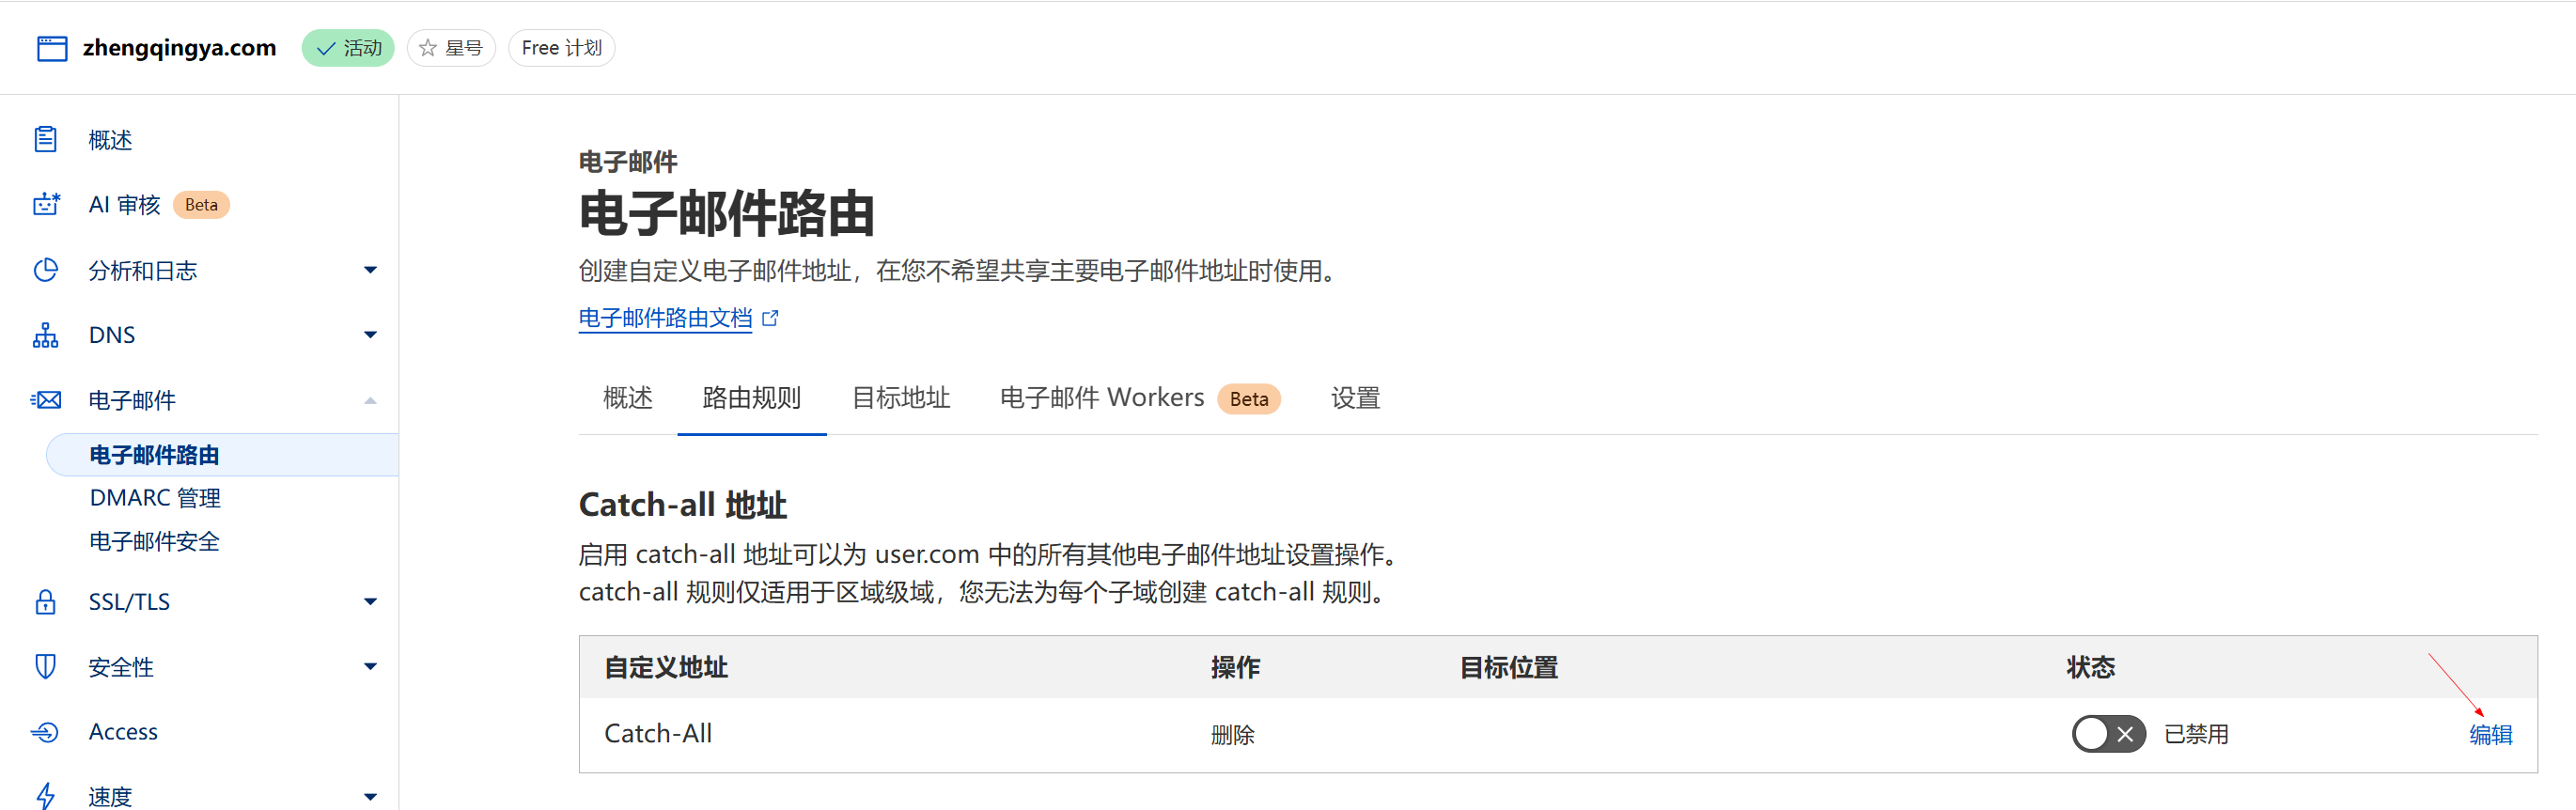 zhengqingya.com 活动 星号 Free 计划
概述
AI 审核 Beta
分析和日志
DNS
电子邮件
电子邮件路由
DMARC 管理
电子邮件安全
SSL/TLS
安全性
Access
速度
电子邮件
电子邮件路由
创建自定义电子邮件地址，在您不希望共享主要电子邮件地址时使用。
电子邮件路由文档
概述 路由规则 目标地址 电子邮件 Workers Beta 设置
Catch-all 地址
启用 catch-all 地址可以为 user.com 中的所有其他电子邮件地址设置操作。
catch-all 规则仅适用于区域级域，您无法为每个子域创建 catch-all 规则。
自定义地址 操作 目标位置 状态
Catch-All 删除 已禁用 编辑